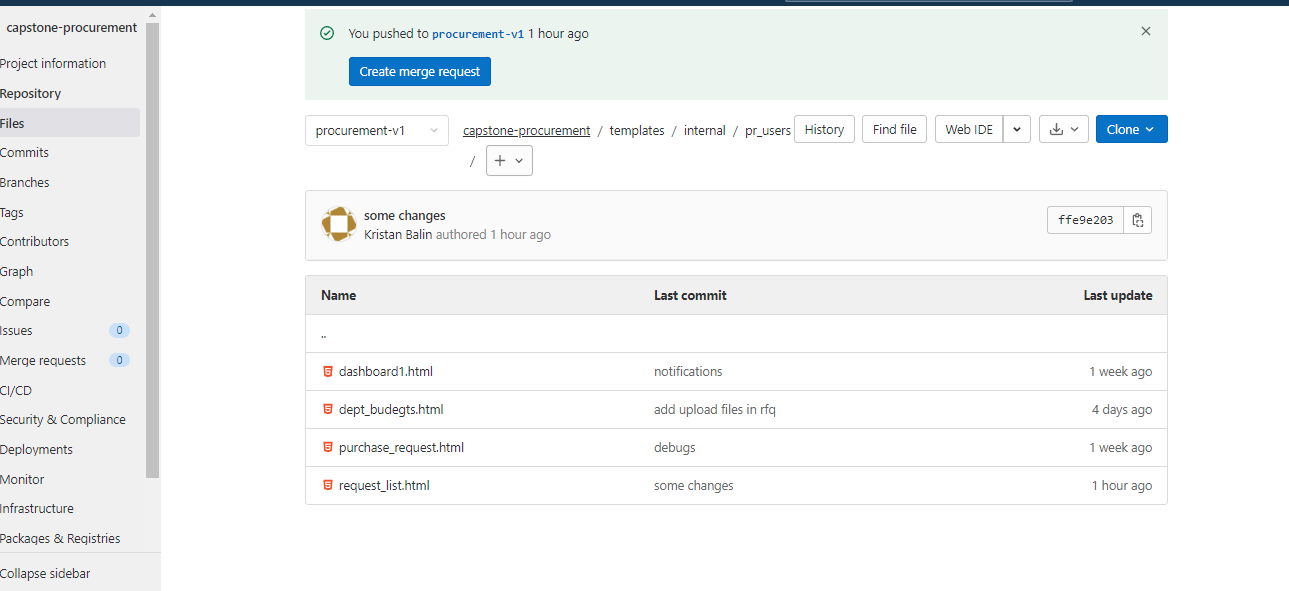 capstone-procurement
Project information
Repository
Files
Commits
Branches
Tags
Contributors
Graph
Compare
Issues 0
Merge requests 0
CI/CD
Security & Compliance
Deployments
Monitor
Infrastructure
Packages & Registries
Collapse sidebar
You pushed to procurement-v1 1 hour ago
Create merge request
procurement-v1
capstone-procurement / templates / internal / pr_users
/
History
Find file
Web IDE
Clone
some changes
Kristan Balin authored 1 hour ago
ffe9e203
Name Last commit Last update
..
dashboard1.html notifications 1 week ago
dept_budegts.html add upload files in rfq 4 days ago
purchase_request.html debugs 1 week ago
request_list.html some changes 1 hour ago